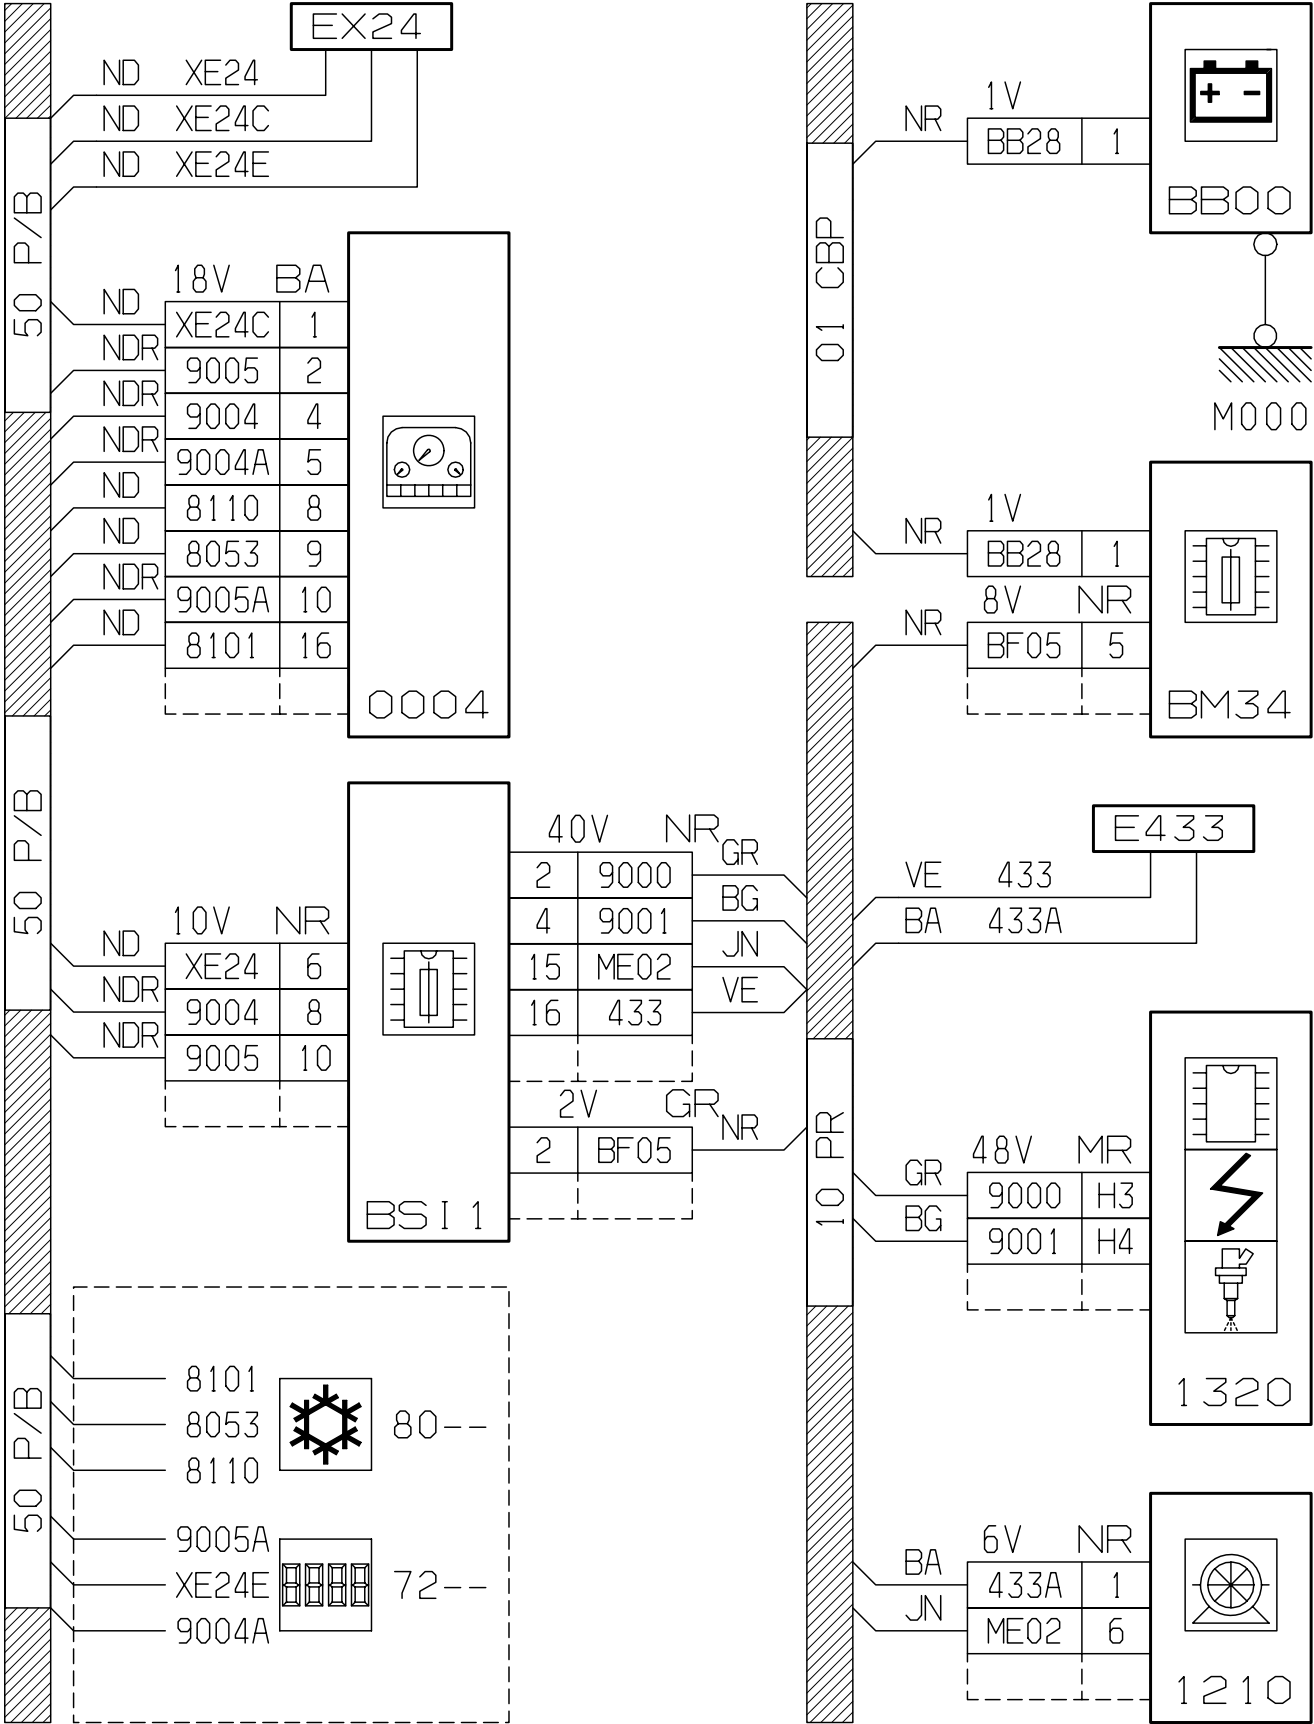 EX24
ND XE24
ND XE24C
ND XE24E
50 P/B
18V BA
ND XE24C 1
NDR 9005 2
NDR 9004 4
NDR 9004A 5
ND 8110 8
ND 8053 9
NDR 9005A 10
ND 8101 16
0004
50 P/B
10V NR
ND XE24 6
NDR 9004 8
NDR 9005 10
40V NR
2 9000 GR
4 9001 BG
15 ME02 JN
16 433 VE
2V GR
2 BF05 NR
BSI1
50 P/B
8101
8053
8110
80--
9005A
XE24E
9004A
72--
01 CBP
1V
NR BB28 1
+ -
BB00
M000
1V
NR BB28 1
8V NR
NR BF05 5
BM34
E433
VE 433
BA 433A
10 PR
48V MR
GR 9000 H3
BG 9001 H4
1320
6V NR
BA 433A 1
JN ME02 6
1210